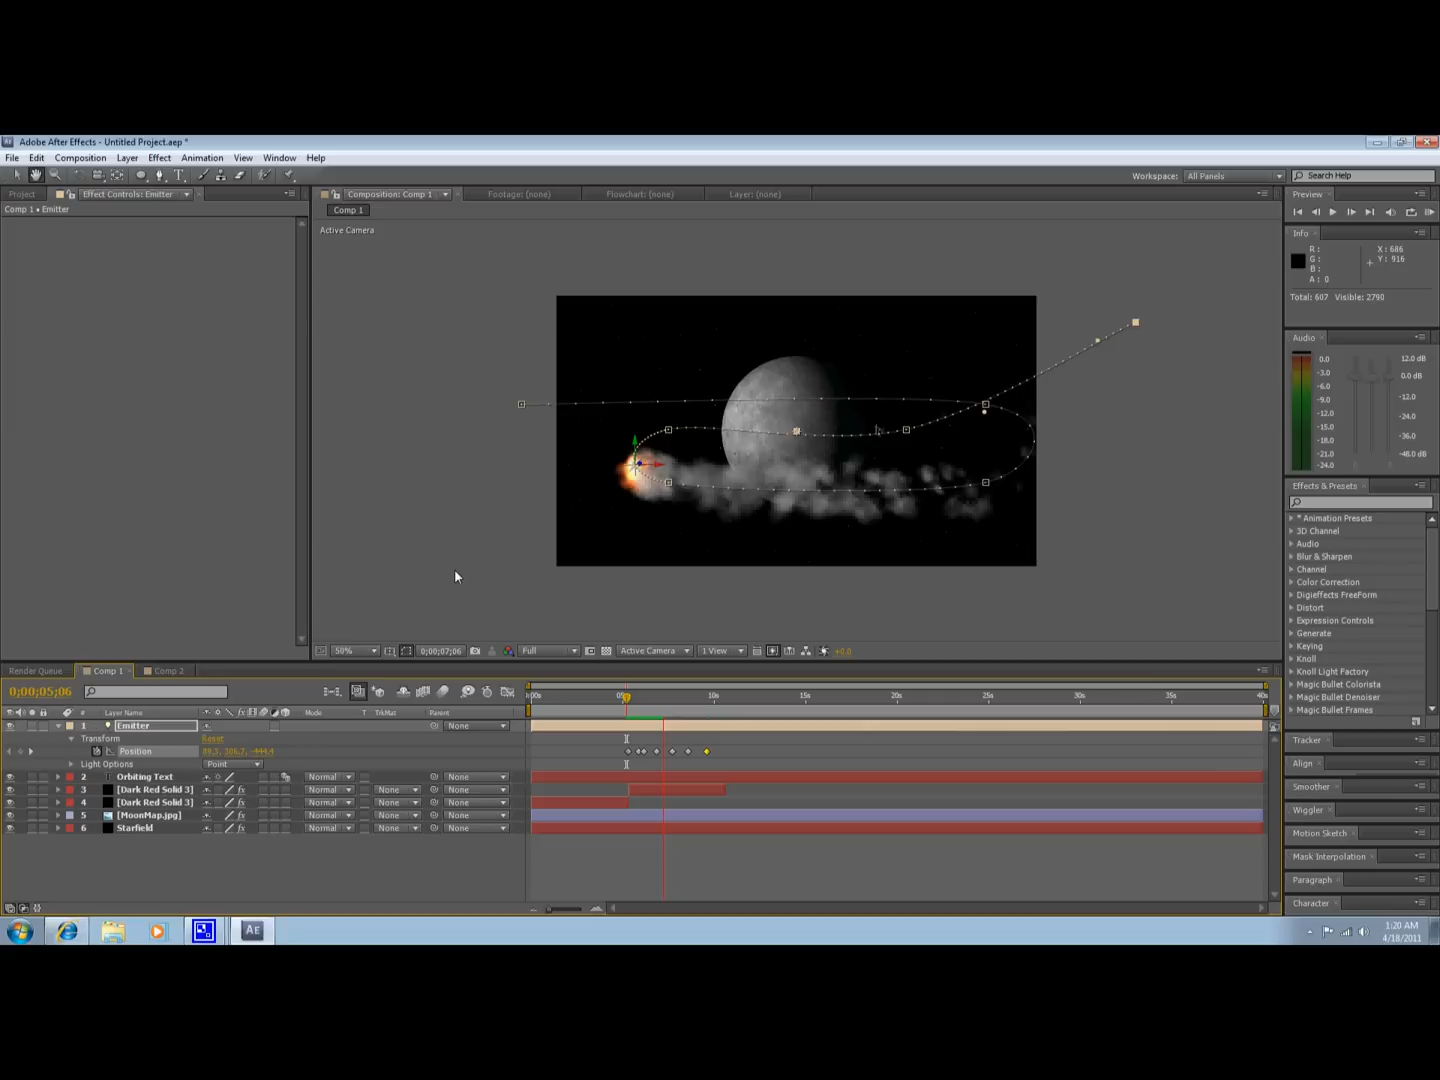 Adobe After Effects - Untitled Project.aep *
File Edit Composition Layer Effect Animation View Window Help
Workspace: All Panels Search Help
Project Effect Controls: Emitter Composition: Comp 1 Footage: (none) Flowchart: (none) Layer: (none) Preview
Comp 1 • Emitter Comp 1
Active Camera
Info
R: X: 686
G: Y: 916
B:
A: 0
Total: 607 Visible: 2790
Audio
0.0 12.0 dB
-3.0 0.0 dB
-6.0
-9.0 -12.0
-12.0 -24.0
-15.0
-18.0 -36.0
-21.0
-24.0 -48.0 dB
Effects & Presets
* Animation Presets
3D Channel
Audio
Blur & Sharpen
Channel
Color Correction
Digieffects FreeForm
Distort
Expression Controls
Generate
Keying
Knoll
Knoll Light Factory
Magic Bullet Colorista
Magic Bullet Denoiser
Magic Bullet Frames
50% 0;00;07;06 Full Active Camera 1 View +0.0
Render Queue Comp 1 Comp 2
0;00;05;06 10s 15s 20s 25s 30s 35s 40s
# Layer Name Mode T TrkMat Parent
1 Emitter None
Transform Reset
Position
Light Options Point
2 Orbiting Text Normal None
3 [Dark Red Solid 3] Normal None None
4 [Dark Red Solid 3] Normal None None
5 [MoonMap.jpg] Normal None None
6 Starfield Normal None None
Tracker
Align
Smoother
Wiggler
Motion Sketch
Mask Interpolation
Paragraph
Character
AE
1:20 AM
4/18/2011